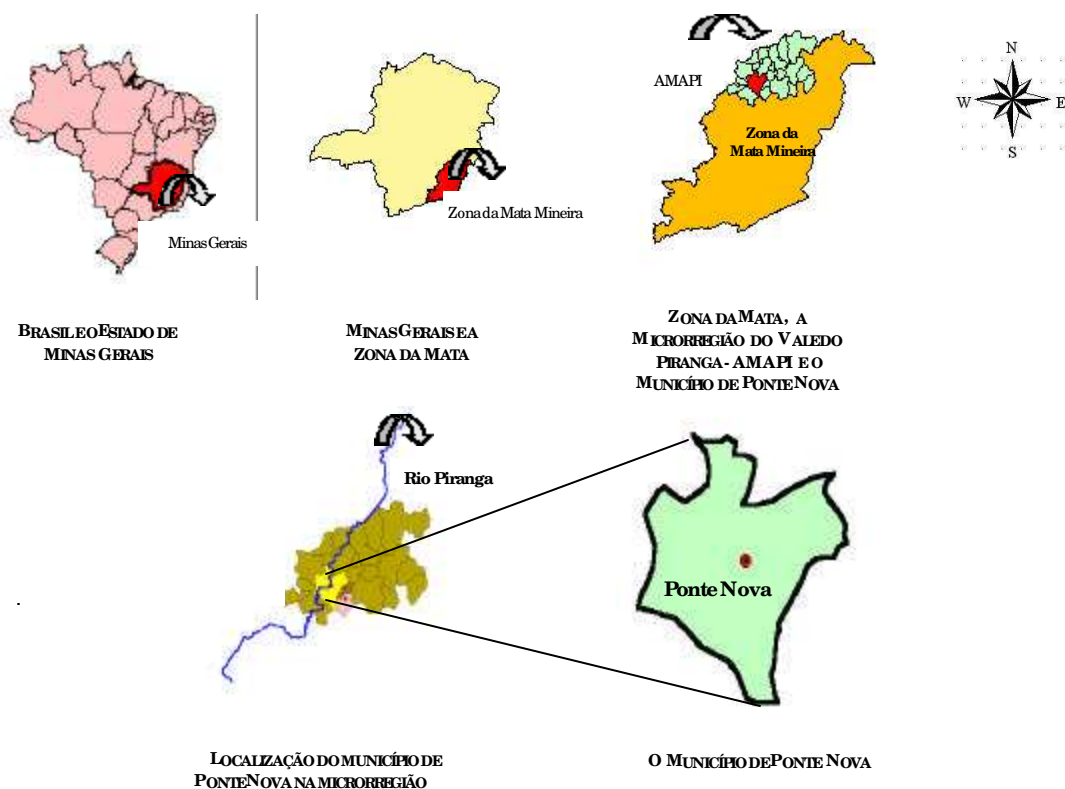 AMAPI
Zona da
Mata Mineira
N
W
E
S
Minas Gerais
Zona da Mata Mineira
BRASIL E O ESTADO DE
MINAS GERAIS
MINAS GERAIS E A
ZONA DA MATA
ZONA DA MATA, A
MICRORREGIÃO DO VALE DO
PIRANGA - AMAPI E O
MUNICÍPIO DE PONTE NOVA
Rio Piranga
Ponte Nova
LOCALIZAÇÃO DO MUNICÍPIO DE
PONTE NOVA NA MICRORREGIÃO
O MUNICÍPIO DE PONTE NOVA